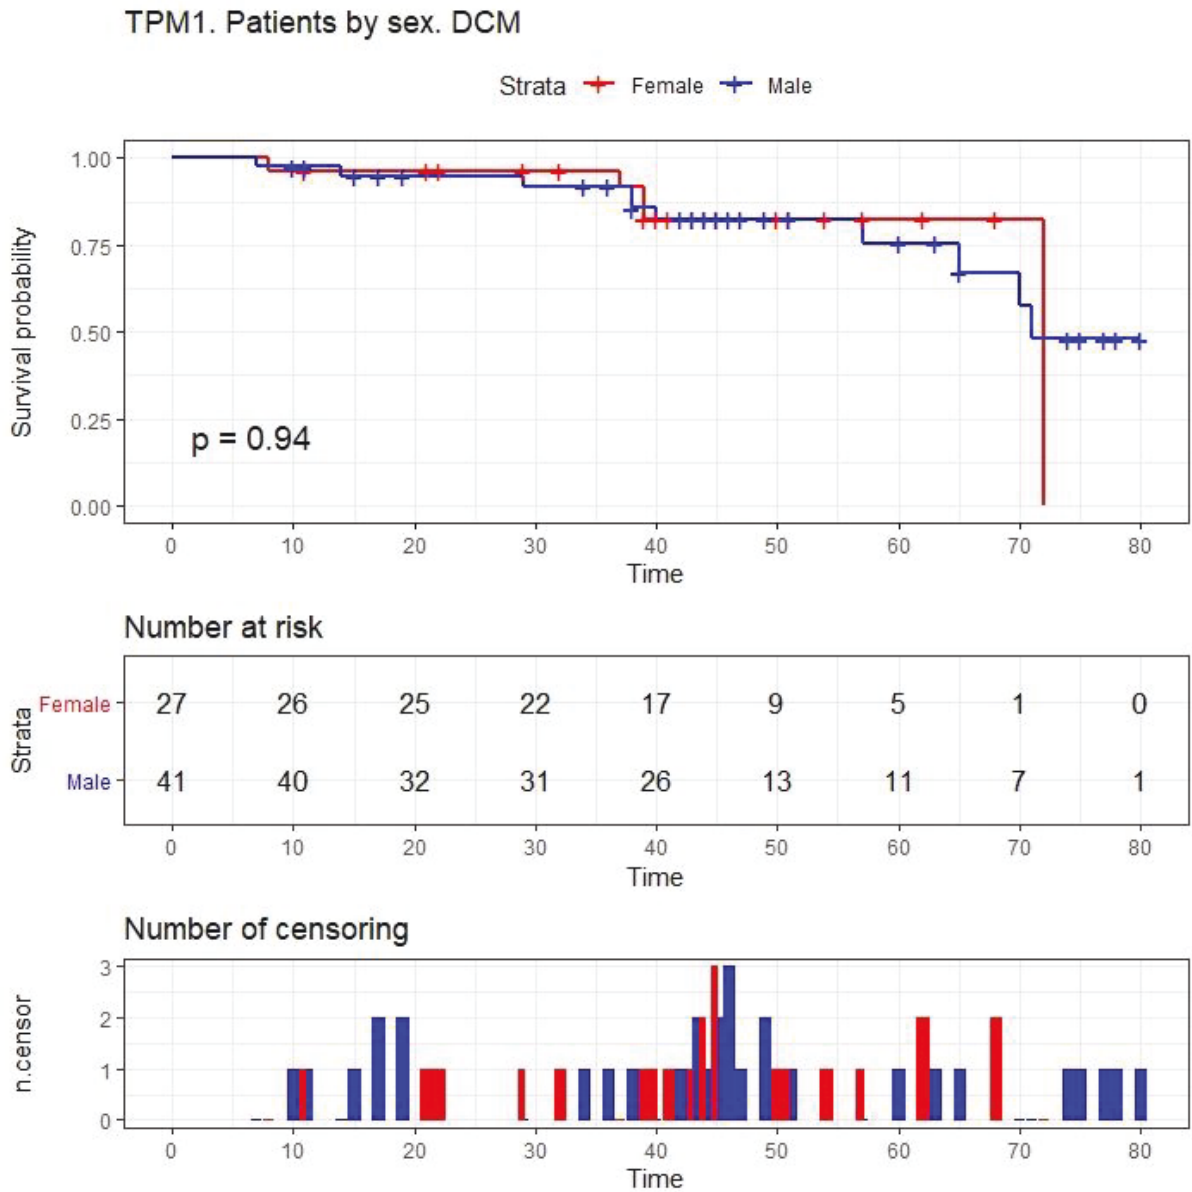 TPM1. Patients by sex. DCM
Strata Female Male
Survival probability
1.00
0.75
0.50
0.25
0.00
p = 0.94
0 10 20 30 40 50 60 70 80
Time
Number at risk
Strata
Female 27 26 25 22 17 9 5 1 0
Male 41 40 32 31 26 13 11 7 1
0 10 20 30 40 50 60 70 80
Time
Number of censoring
n.censor
3
2
1
0
0 10 20 30 40 50 60 70 80
Time